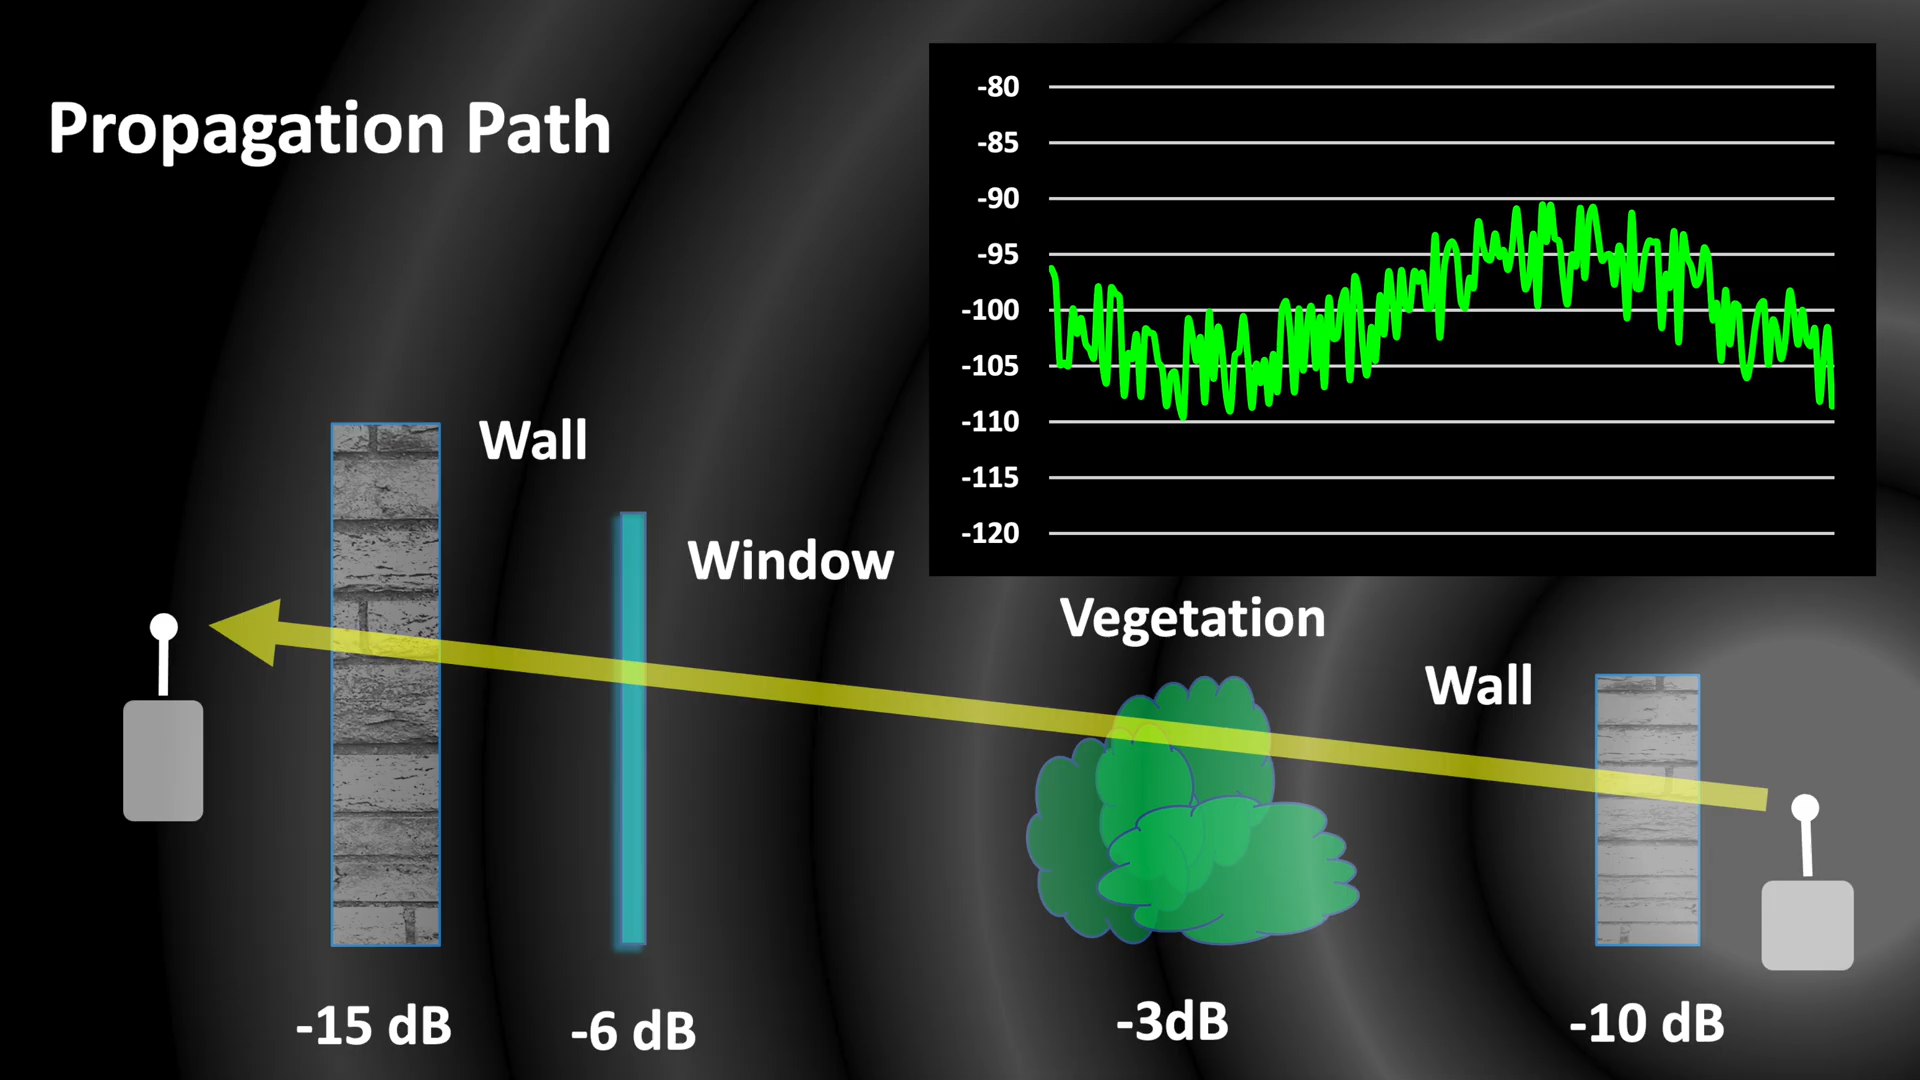 Propagation Path
-80
-85
-90
-95
-100
-105
-110
-115
-120
Wall
Window
Vegetation
Wall
-15 dB
-6 dB
-3dB
-10 dB